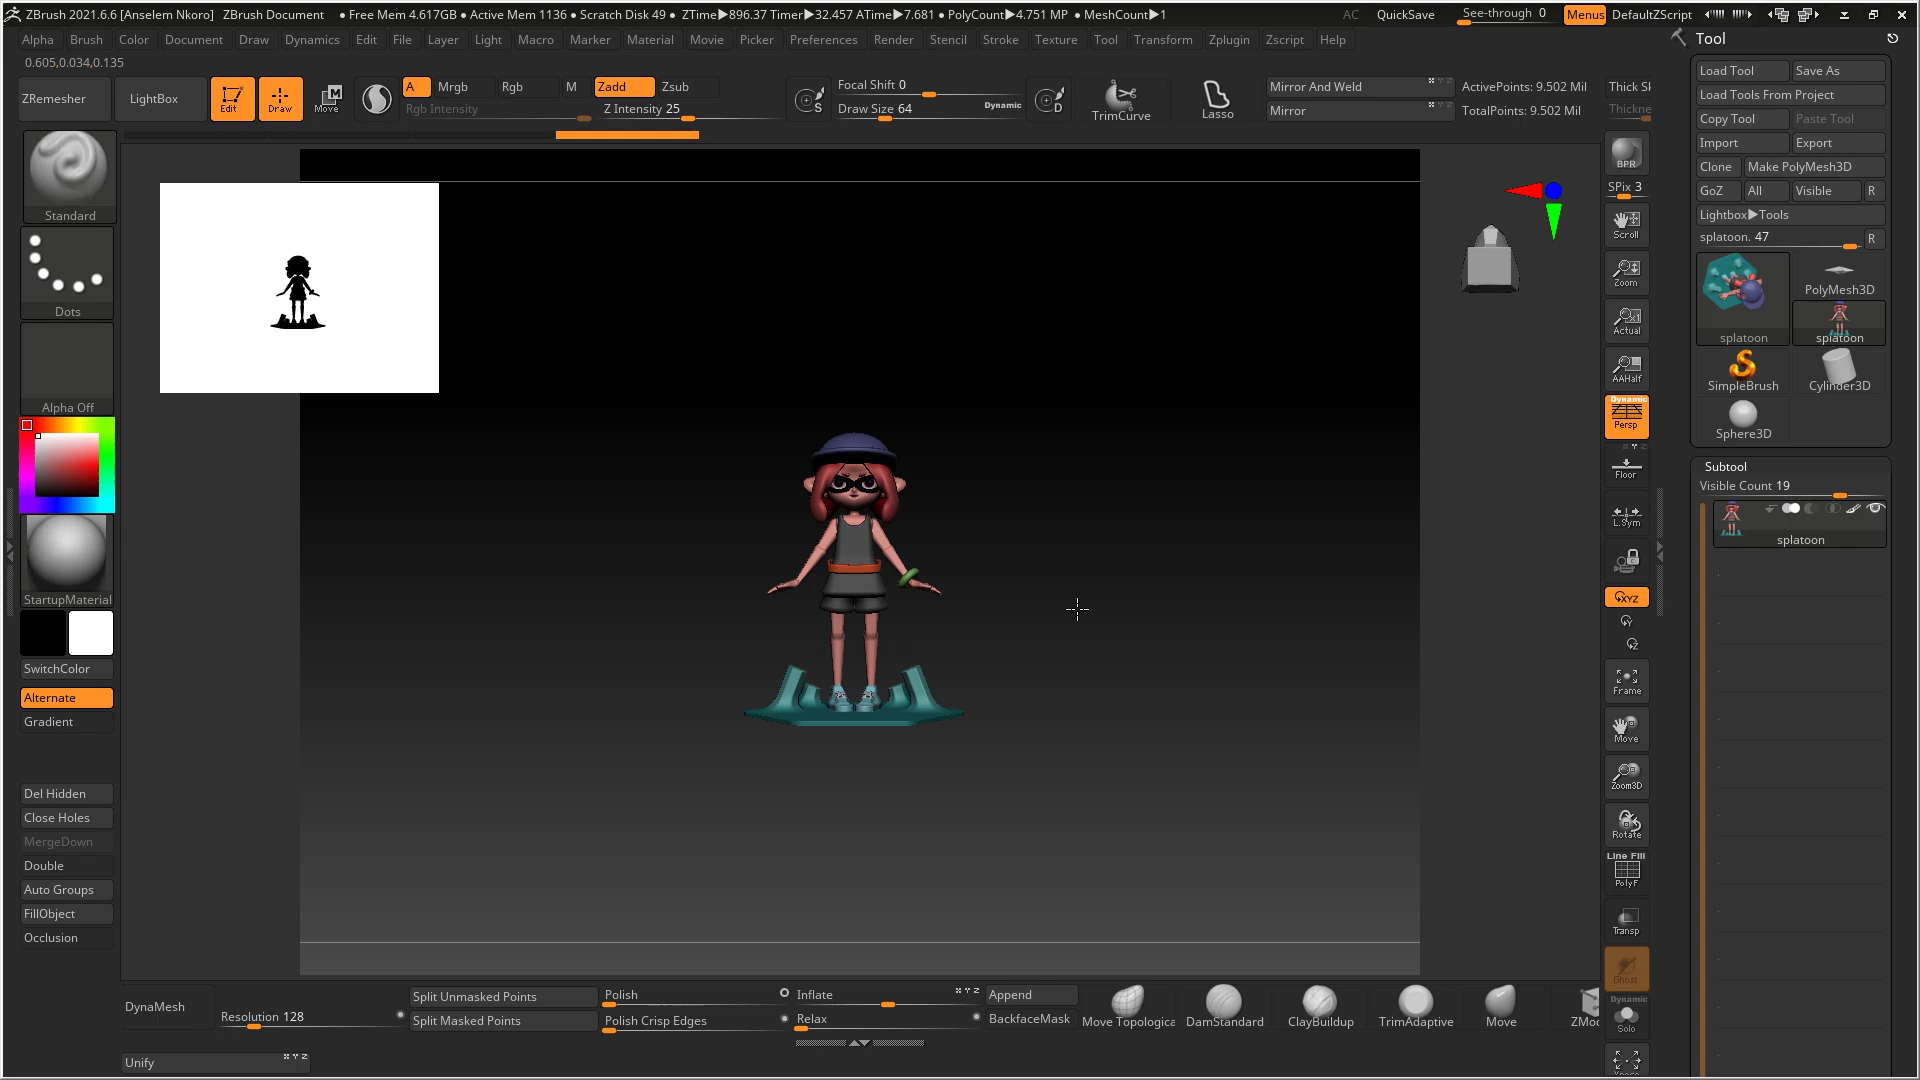 ZBrush 2021.6.6 [Anselem Nkoro] ZBrush Document ● Free Mem 4.617GB ● Active Mem 1136 ● Scratch Disk 49 ● ZTime▶896.37 Timer▶32.457 ATime▶7.681 ● PolyCount▶4.751 MP ● MeshCount▶1 AC QuickSave See-through 0 Menus DefaultZScript
Alpha Brush Color Document Draw Dynamics Edit File Layer Light Macro Marker Material Movie Picker Preferences Render Stencil Stroke Texture Tool Transform Zplugin Zscript Help
0.605,0.034,0.135
ZRemesher LightBox Edit Draw Move
A Mrgb Rgb M Zadd Zsub
Rgb Intensity Z Intensity 25
S
Focal Shift 0
Draw Size 64 Dynamic
D
TrimCurve Lasso
Mirror And Weld
Mirror
ActivePoints: 9.502 Mil
TotalPoints: 9.502 Mil
Standard
Dots
Alpha Off
StartupMaterial
SwitchColor
Alternate
Gradient
Del Hidden
Close Holes
MergeDown
Double
Auto Groups
FillObject
Occlusion
BPR
SPix 3
Scroll
Zoom
Actual
AAHalf
Dynamic
Persp
Floor
L.Sym
XYZ
Y
Z
Frame
Move
Zoom3D
Rotate
Line Fill
PolyF
Transp
Ghost
Dynamic
Solo
Tool
Load Tool Save As
Load Tools From Project
Copy Tool Paste Tool
Import Export
Clone Make PolyMesh3D
GoZ All Visible R
Lightbox▶Tools
splatoon. 47 R
splatoon PolyMesh3D
splatoon
SimpleBrush Cylinder3D
Sphere3D
Subtool
Visible Count 19
splatoon
DynaMesh
Resolution 128
Split Unmasked Points
Split Masked Points
Polish
Polish Crisp Edges
Inflate
Relax
Append
BackfaceMask
Move Topologica DamStandard ClayBuildup TrimAdaptive Move
Unify